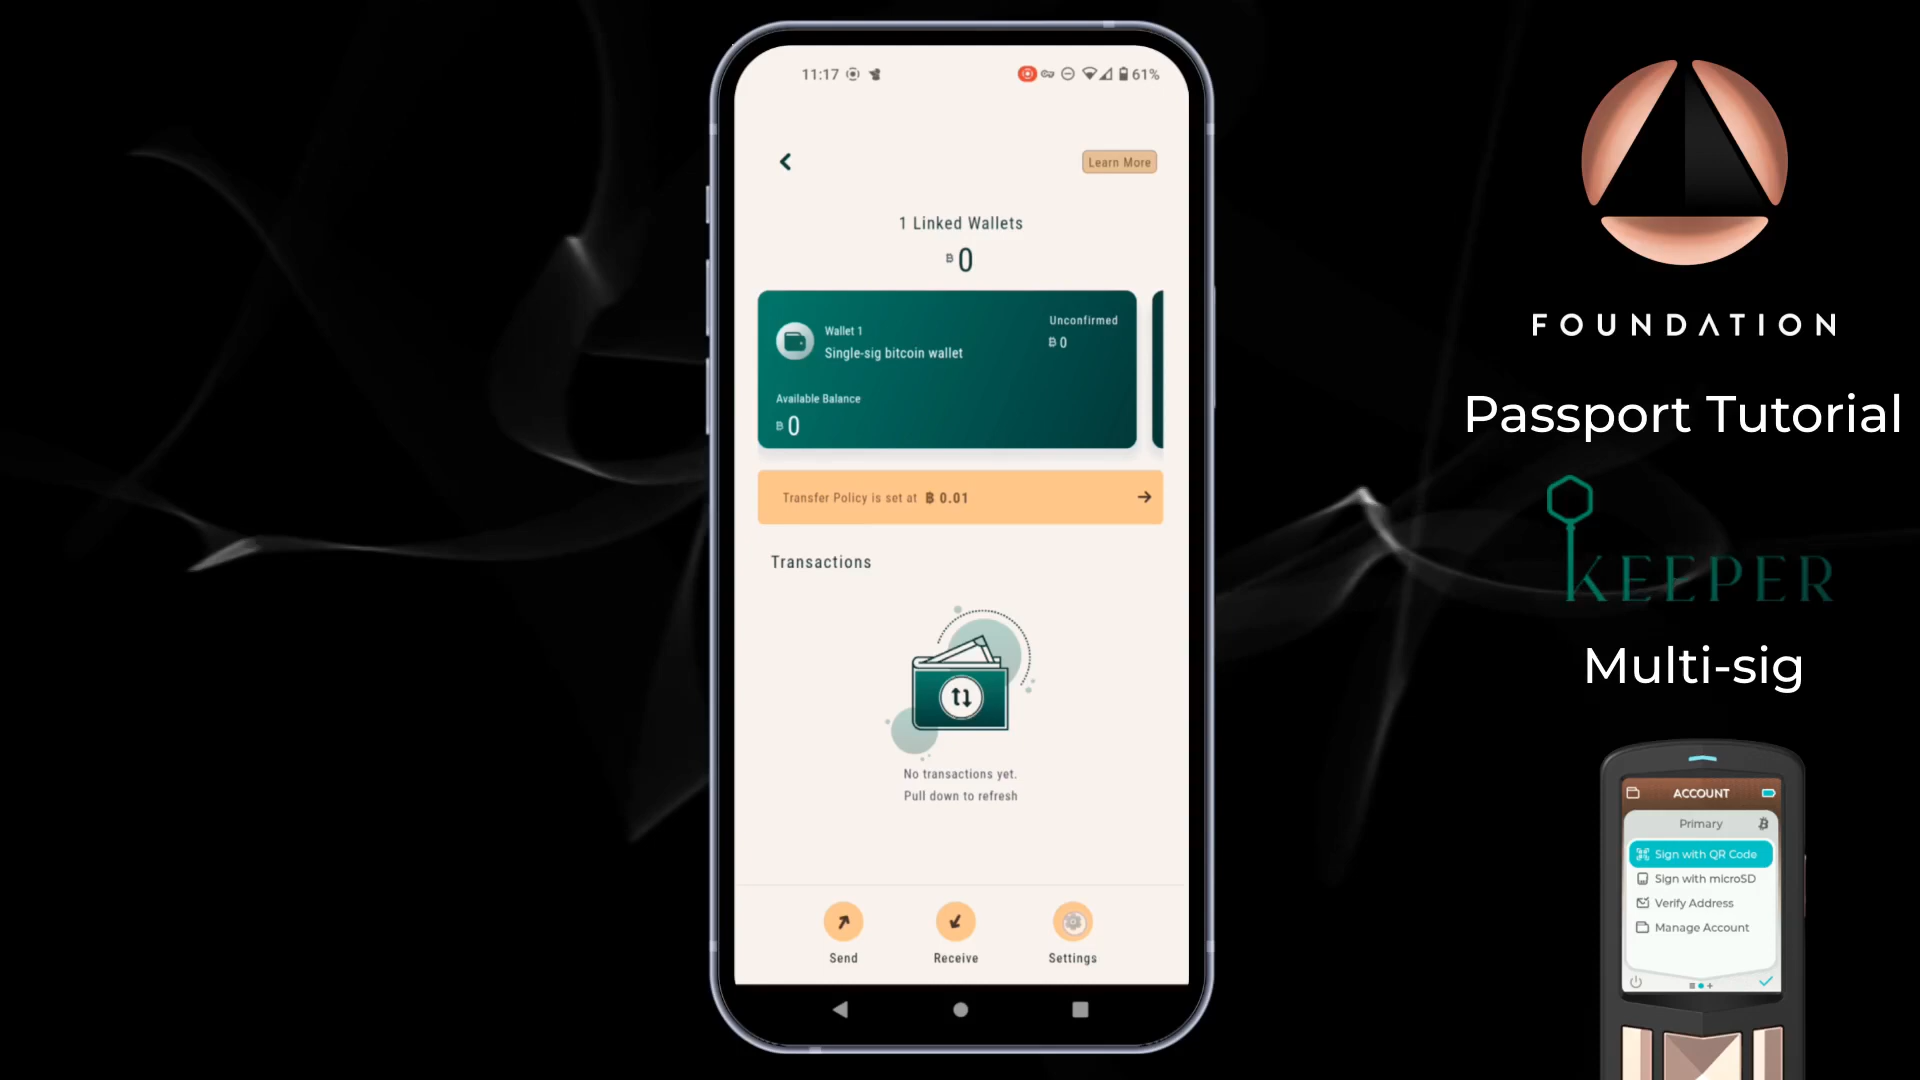 11:17
61%
Learn More
1 Linked Wallets
₿ 0
Wallet 1
Single-sig bitcoin wallet
Unconfirmed
₿ 0
Available Balance
₿ 0
Transfer Policy is set at ₿ 0.01
Transactions
No transactions yet.
Pull down to refresh
Send
Receive
Settings
FOUNDATION
Passport Tutorial
KEEPER
Multi-sig
ACCOUNT
Primary
Sign with QR Code
Sign with microSD
Verify Address
Manage Account